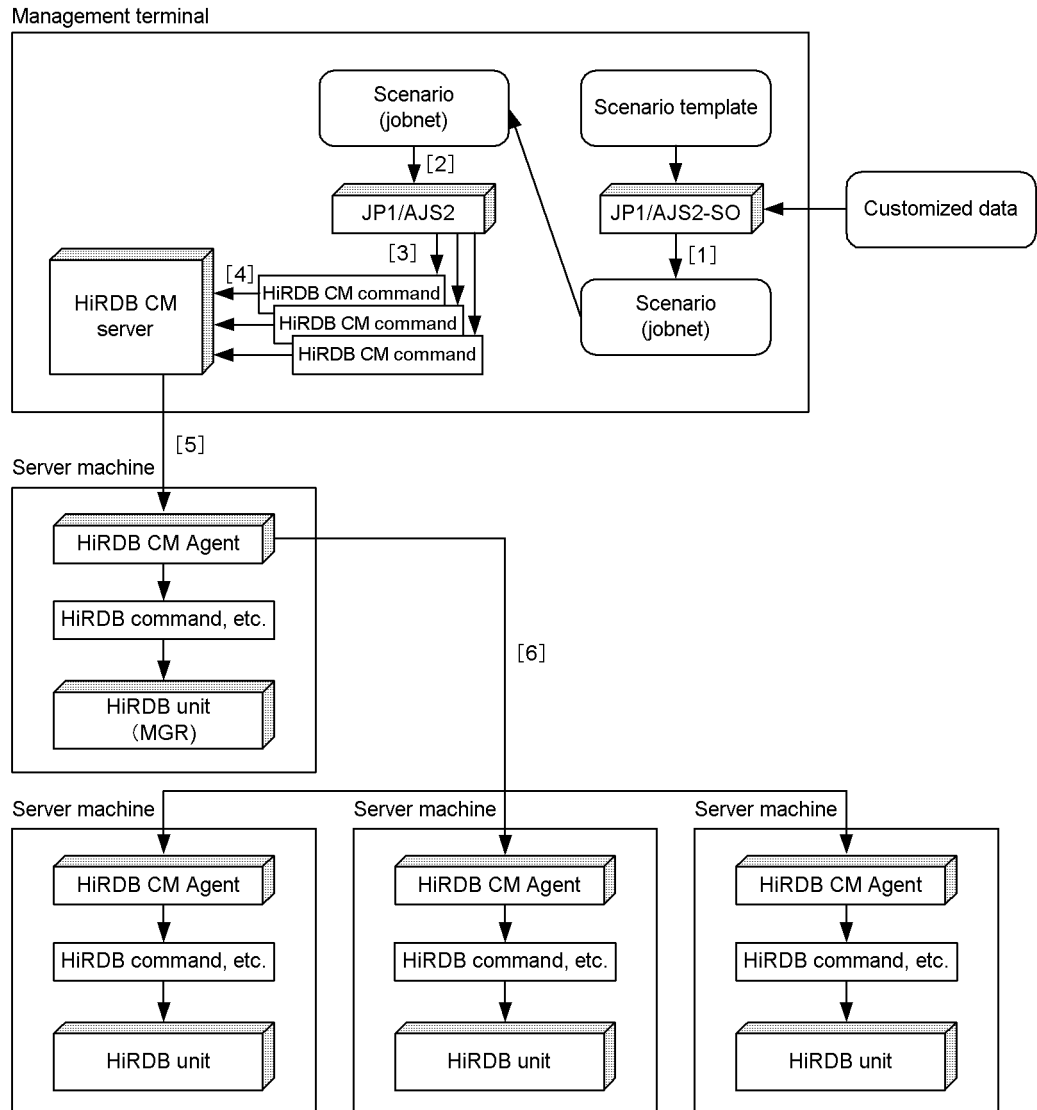 Management terminal
Scenario
(jobnet)
Scenario template
[2]
JP1/AJS2
JP1/AJS2-SO
Customized data
[3]
[1]
[4]
HiRDB CM
server
HiRDB CM command
HiRDB CM command
HiRDB CM command
Scenario
(jobnet)
[5]
Server machine
HiRDB CM Agent
HiRDB command, etc.
[6]
HiRDB unit
(MGR)
Server machine
Server machine
Server machine
HiRDB CM Agent
HiRDB CM Agent
HiRDB CM Agent
HiRDB command, etc.
HiRDB command, etc.
HiRDB command, etc.
HiRDB unit
HiRDB unit
HiRDB unit